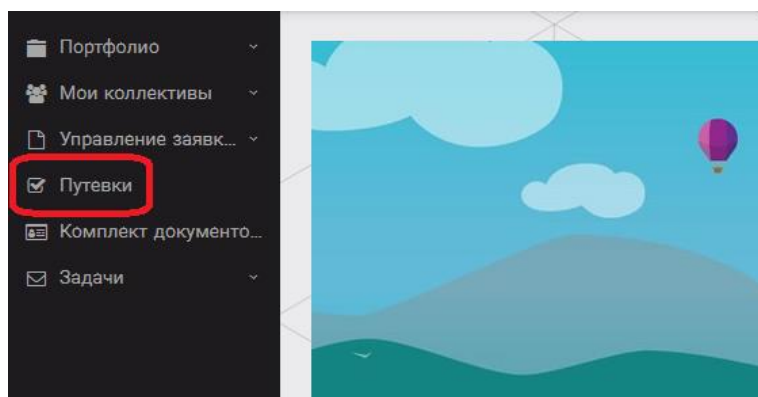 Портфолио
Мои коллективы
Управление заявк...
Путевки
Комплект документо...
Задачи